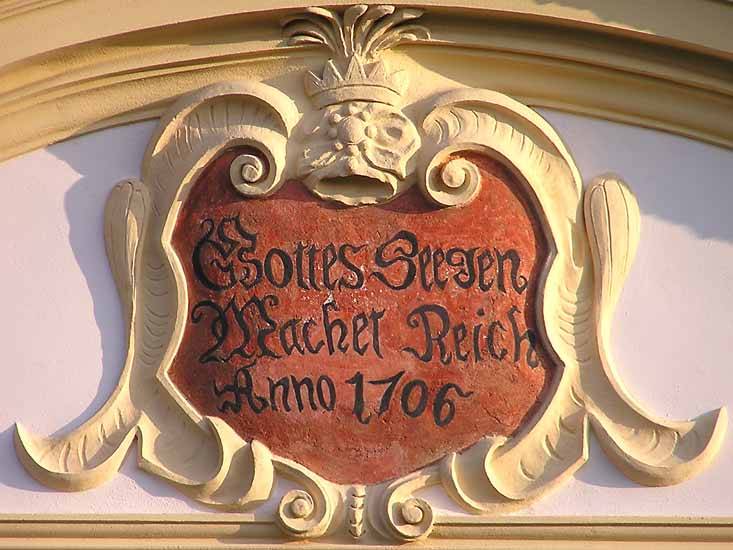 Gottes Seegen
Machet Reich
Anno 1706